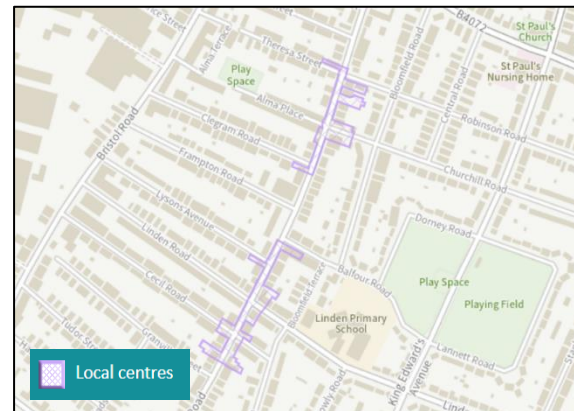 B4072
St Paul's
Church
Theresa Street
Alma Terrace
Play
Space
St Paul's
Nursing Home
Bloomfield Road
Central Road
Alma Place
Bristol Road
Clegram Road
Robinson Road
Frampton Road
Churchill Road
Lysons Avenue
Dorney Road
Linden Road
Balfour Road
Play Space
Cecil Road
Bloomfield Terrace
Playing Field
Linden Primary
School
Tudor Street
Lannett Road
King Edward's
Avenue
Local centres
Road